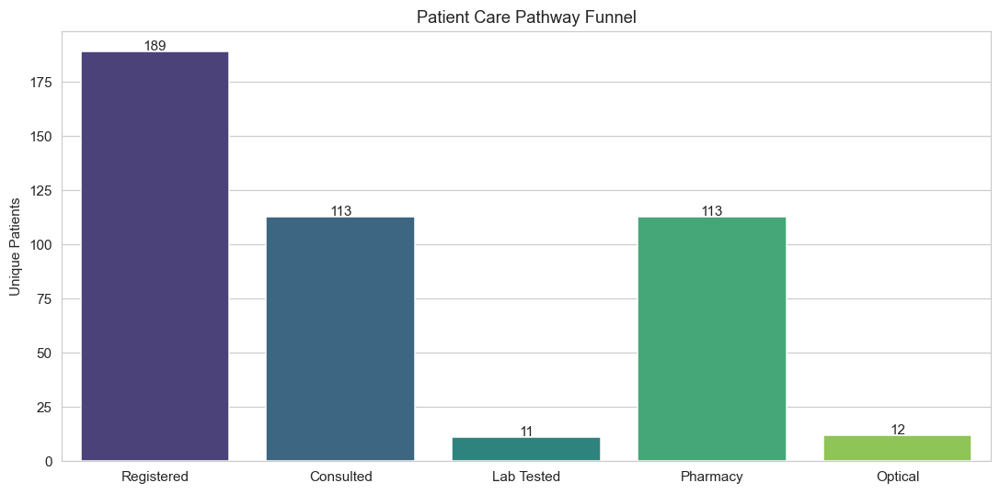 Patient Care Pathway Funnel
Unique Patients
175
150
125
100
75
50
25
0
189
113
11
113
12
Registered
Consulted
Lab Tested
Pharmacy
Optical